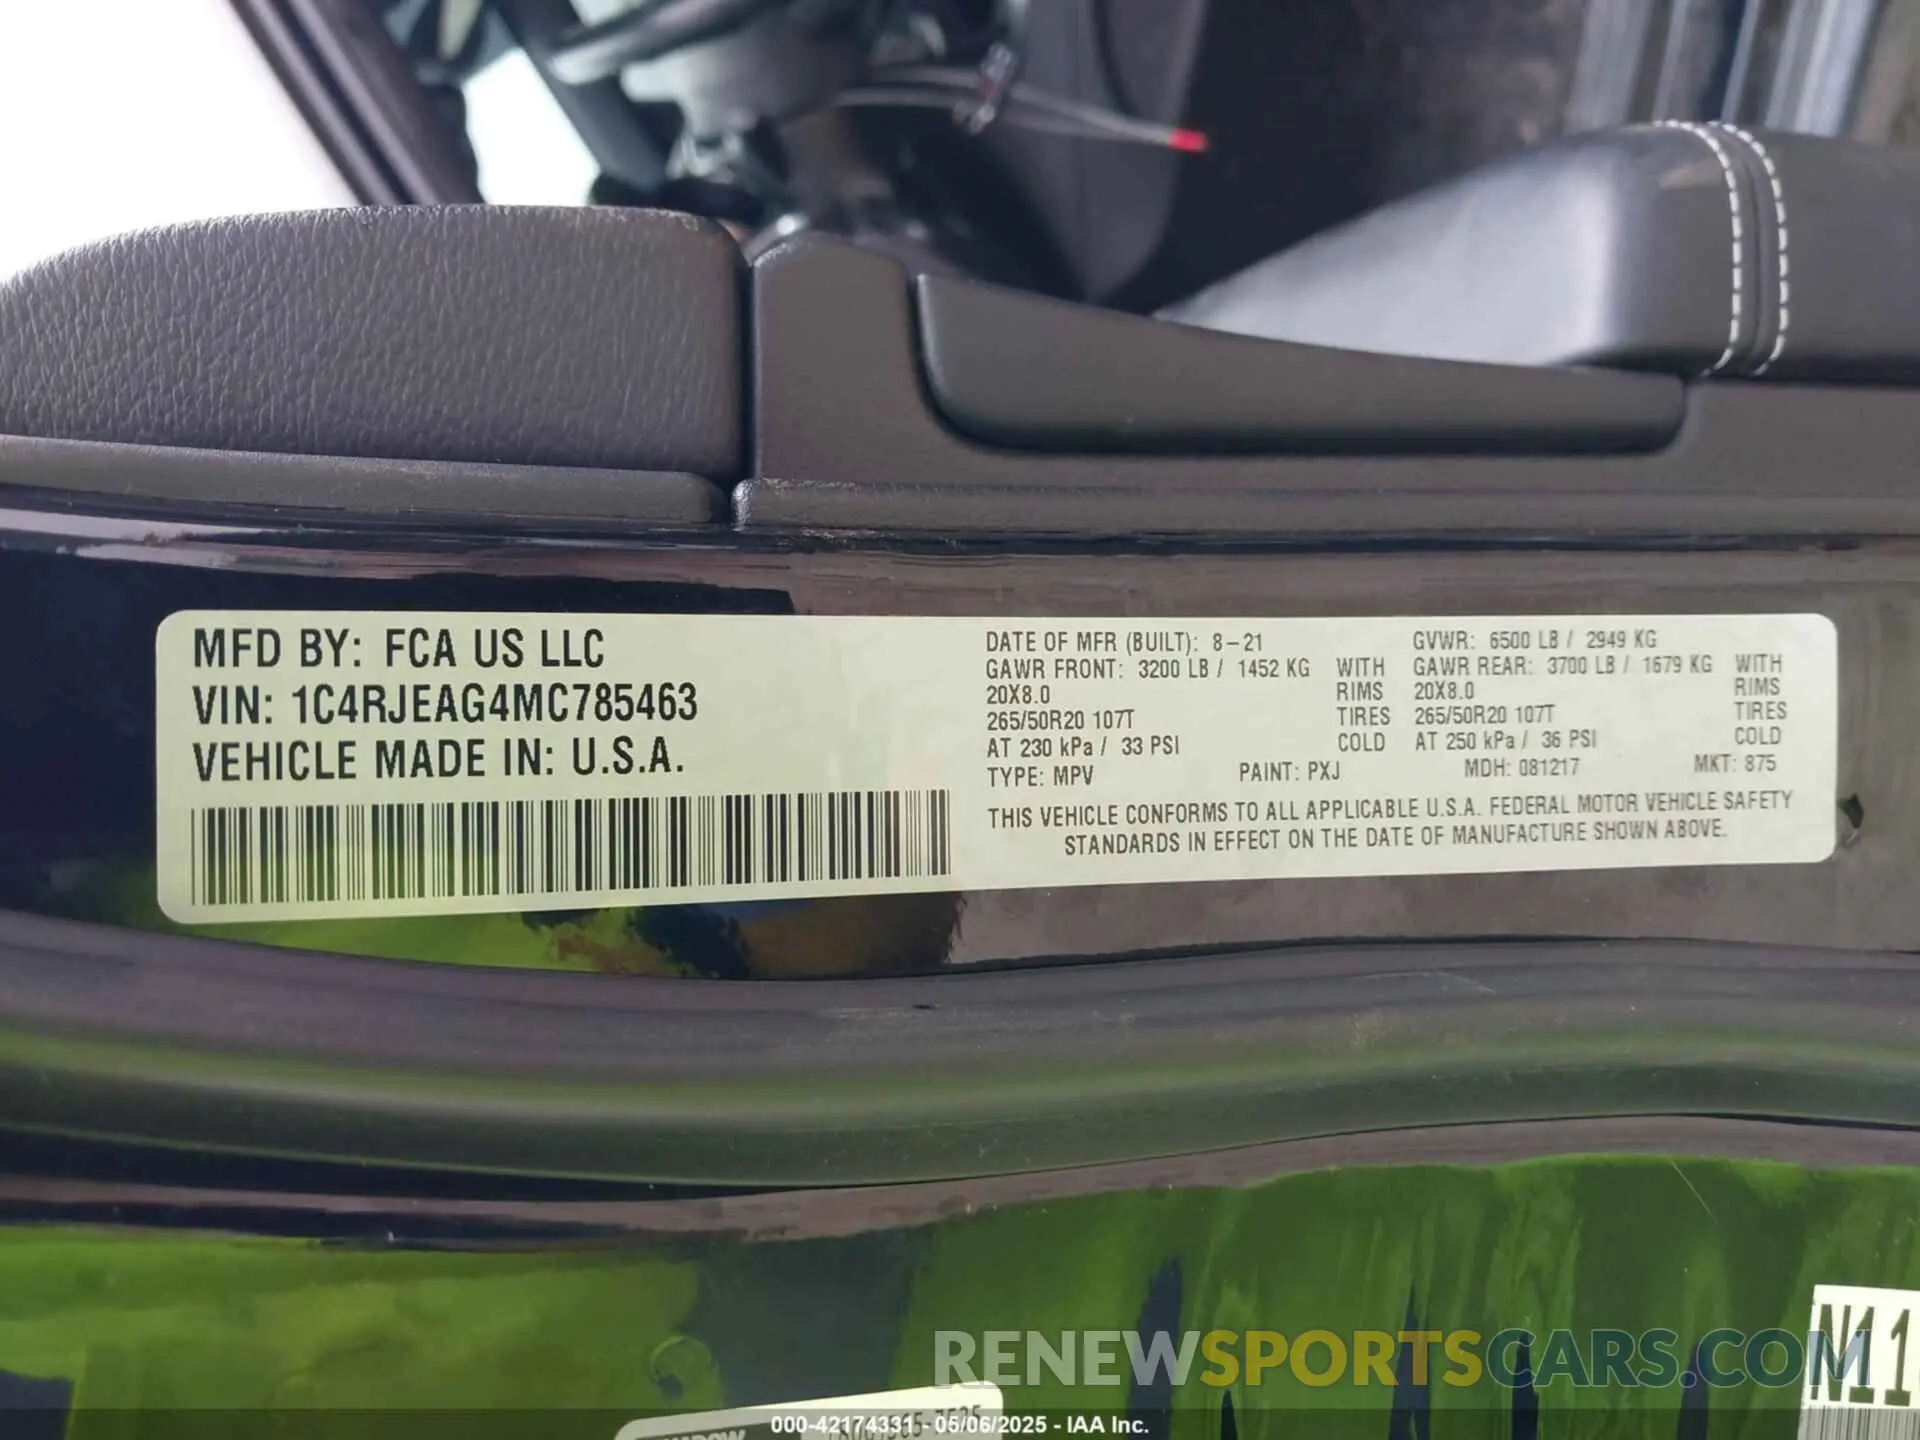 MFD BY: FCA US LLC
VIN: 1C4RJEAG4MC785463
VEHICLE MADE IN: U.S.A.
DATE OF MFR (BUILT): 8-21
GVWR: 6500 LB / 2949 KG
GAWR FRONT: 3200 LB / 1452 KG WITH
GAWR REAR: 3700 LB / 1679 KG WITH
20X8.0 RIMS
20X8.0 RIMS
265/50R20 107T TIRES
265/50R20 107T TIRES
AT 230 kPa / 33 PSI COLD
AT 250 kPa / 36 PSI COLD
TYPE: MPV PAINT: PXJ MDH: 081217 MKT: 875
THIS VEHICLE CONFORMS TO ALL APPLICABLE U.S.A. FEDERAL MOTOR VEHICLE SAFETY
STANDARDS IN EFFECT ON THE DATE OF MANUFACTURE SHOWN ABOVE.
N11
RENEWSPORTSCARS.COM
000-42174331 - 05/06/2025 - IAA Inc.